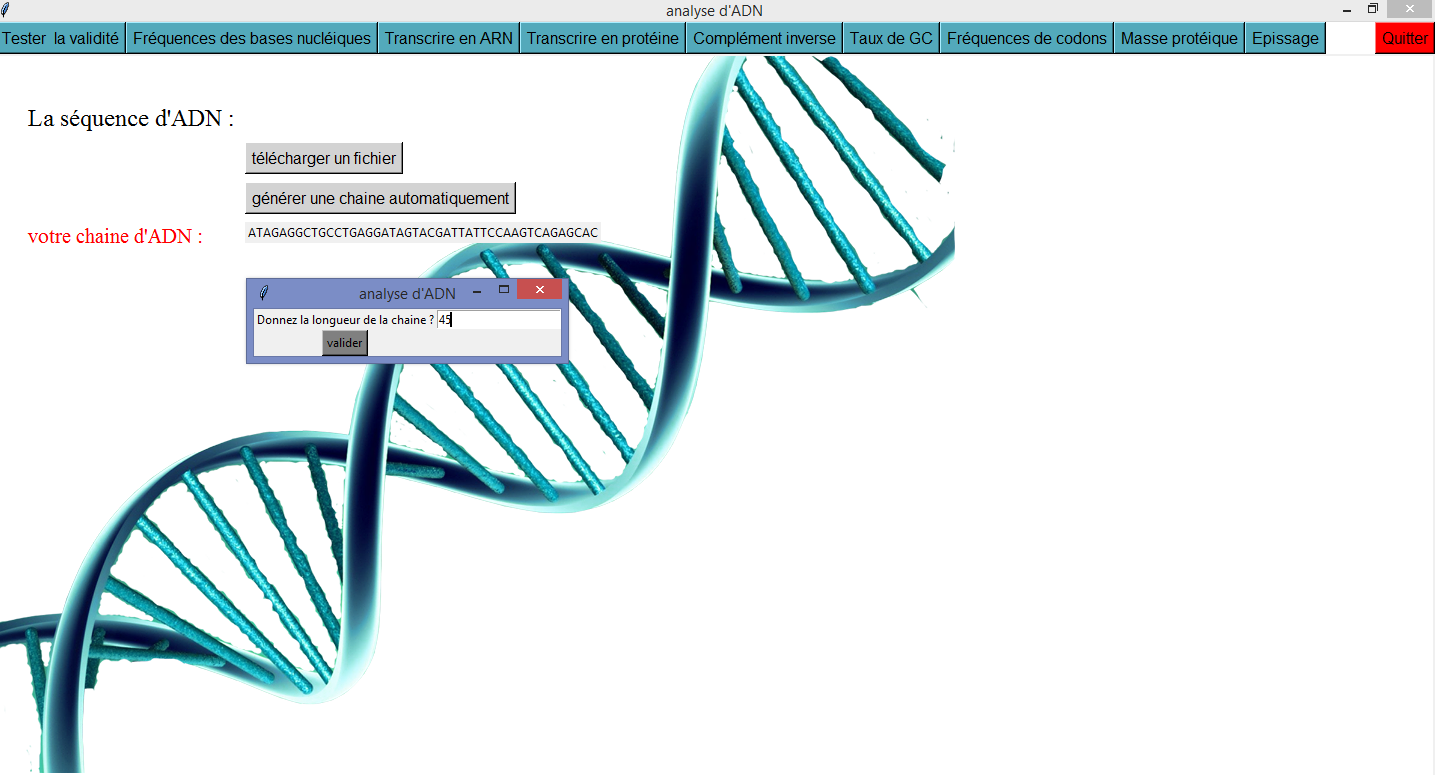 analyse d'ADN
Tester la validité Fréquences des bases nucléiques Transcrire en ARN Transcrire en protéine Complément inverse Taux de GC Fréquences de codons Masse protéique Epissage Quitter
La séquence d'ADN :
télécharger un fichier
générer une chaine automatiquement
votre chaine d'ADN : ATAGAGGCTGCCTGAGGATAGTACGATTATTCCAAGTCAGAGCAC
analyse d'ADN
Donnez la longueur de la chaine ? 45
valider